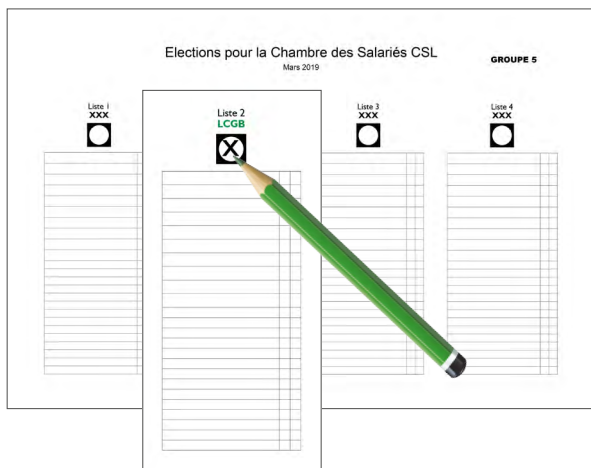 Elections pour la Chambre des Salariés CSL
Mars 2019
GROUPE 5
Liste 1
XXX
Liste 2
LCGB
X
Liste 3
XXX
Liste 4
XXX